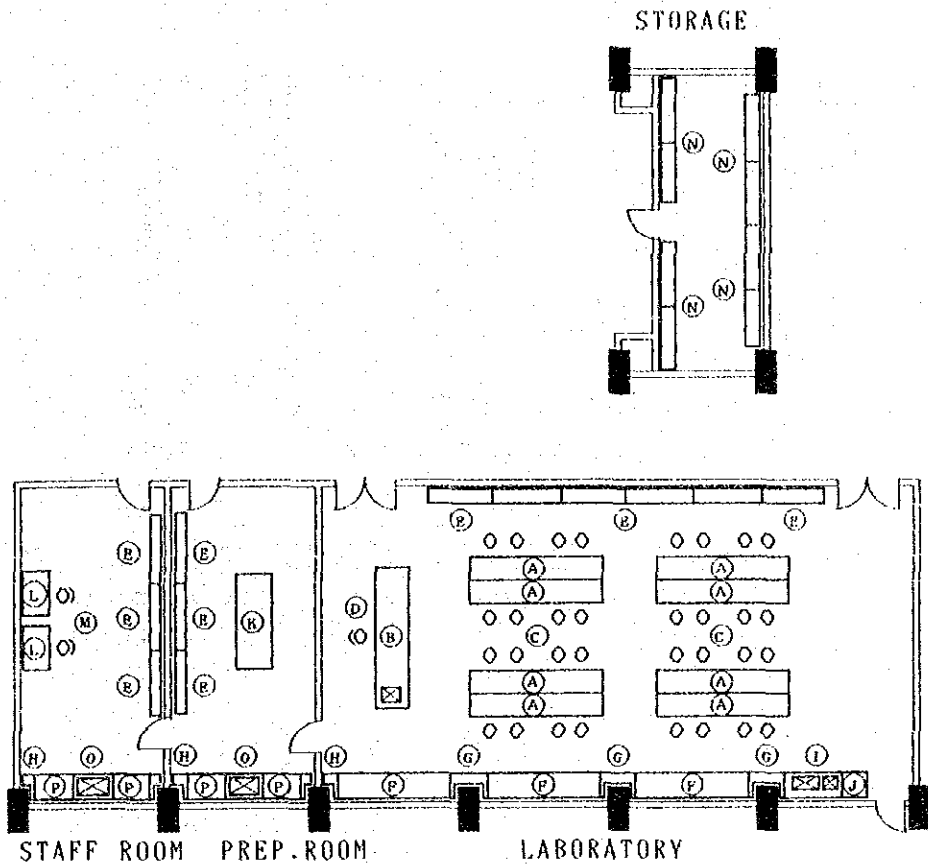 STORAGE
N
N
N
N
E E E
E E A A
L D A A
M E E K B C C
L
E E A A
A A
H O H O H G G G I
P P P P F F F J
STAFF ROOM PREP.ROOM LABORATORY